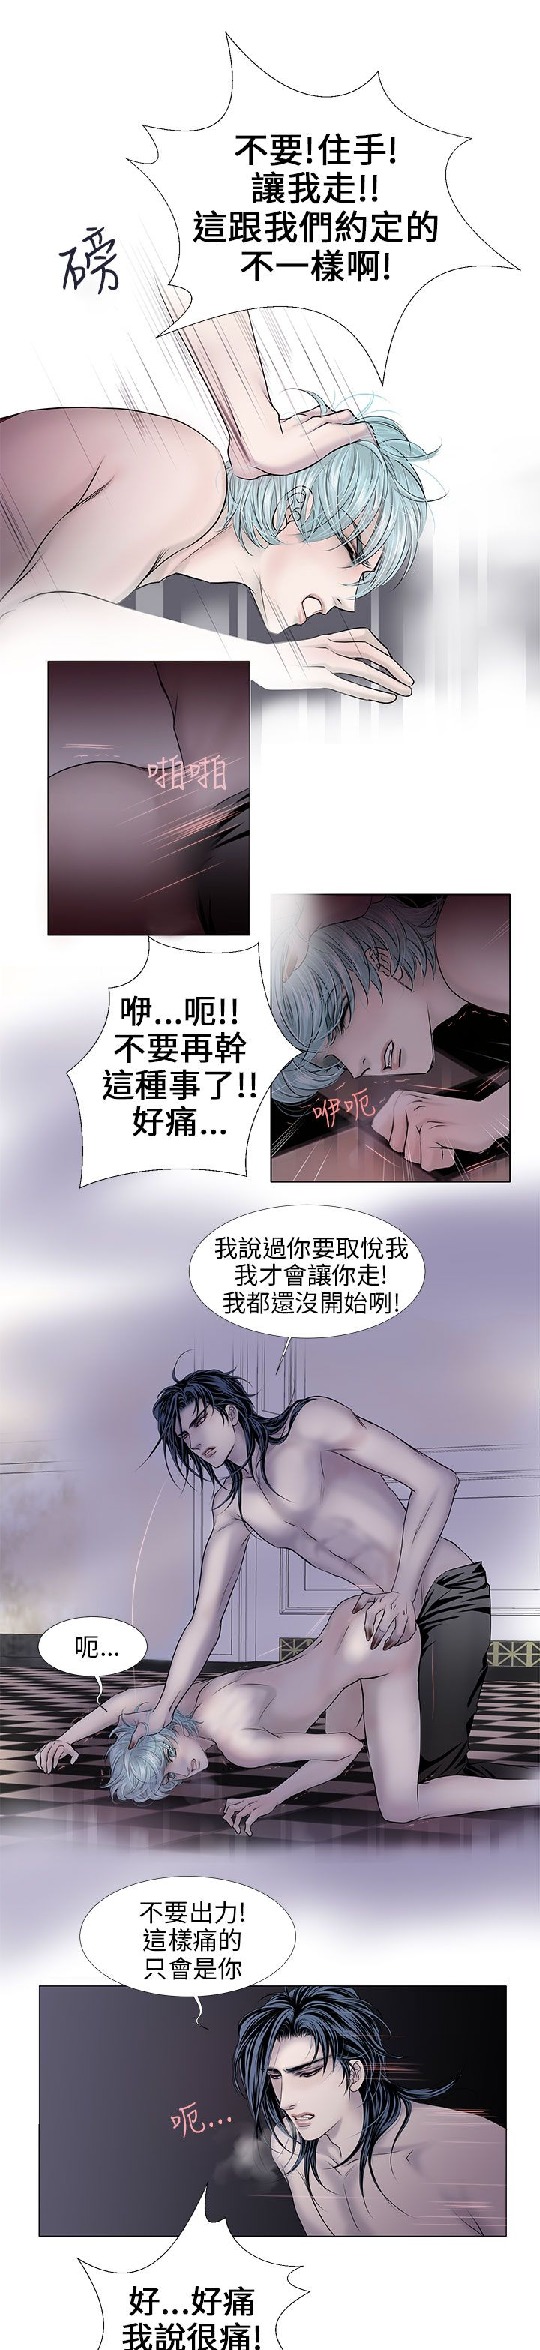 不要!住手!
讓我走!!
這跟我們約定的
不一樣啊!
磅
啪啪
咿...呃!!
不要再幹
這種事了!!
好痛...
咿呃
我說過你要取悅我
我才會讓你走!
我都還沒開始咧!
呃...
不要出力!
這樣痛的
只會是你
呃...
好...好痛
我說很痛!